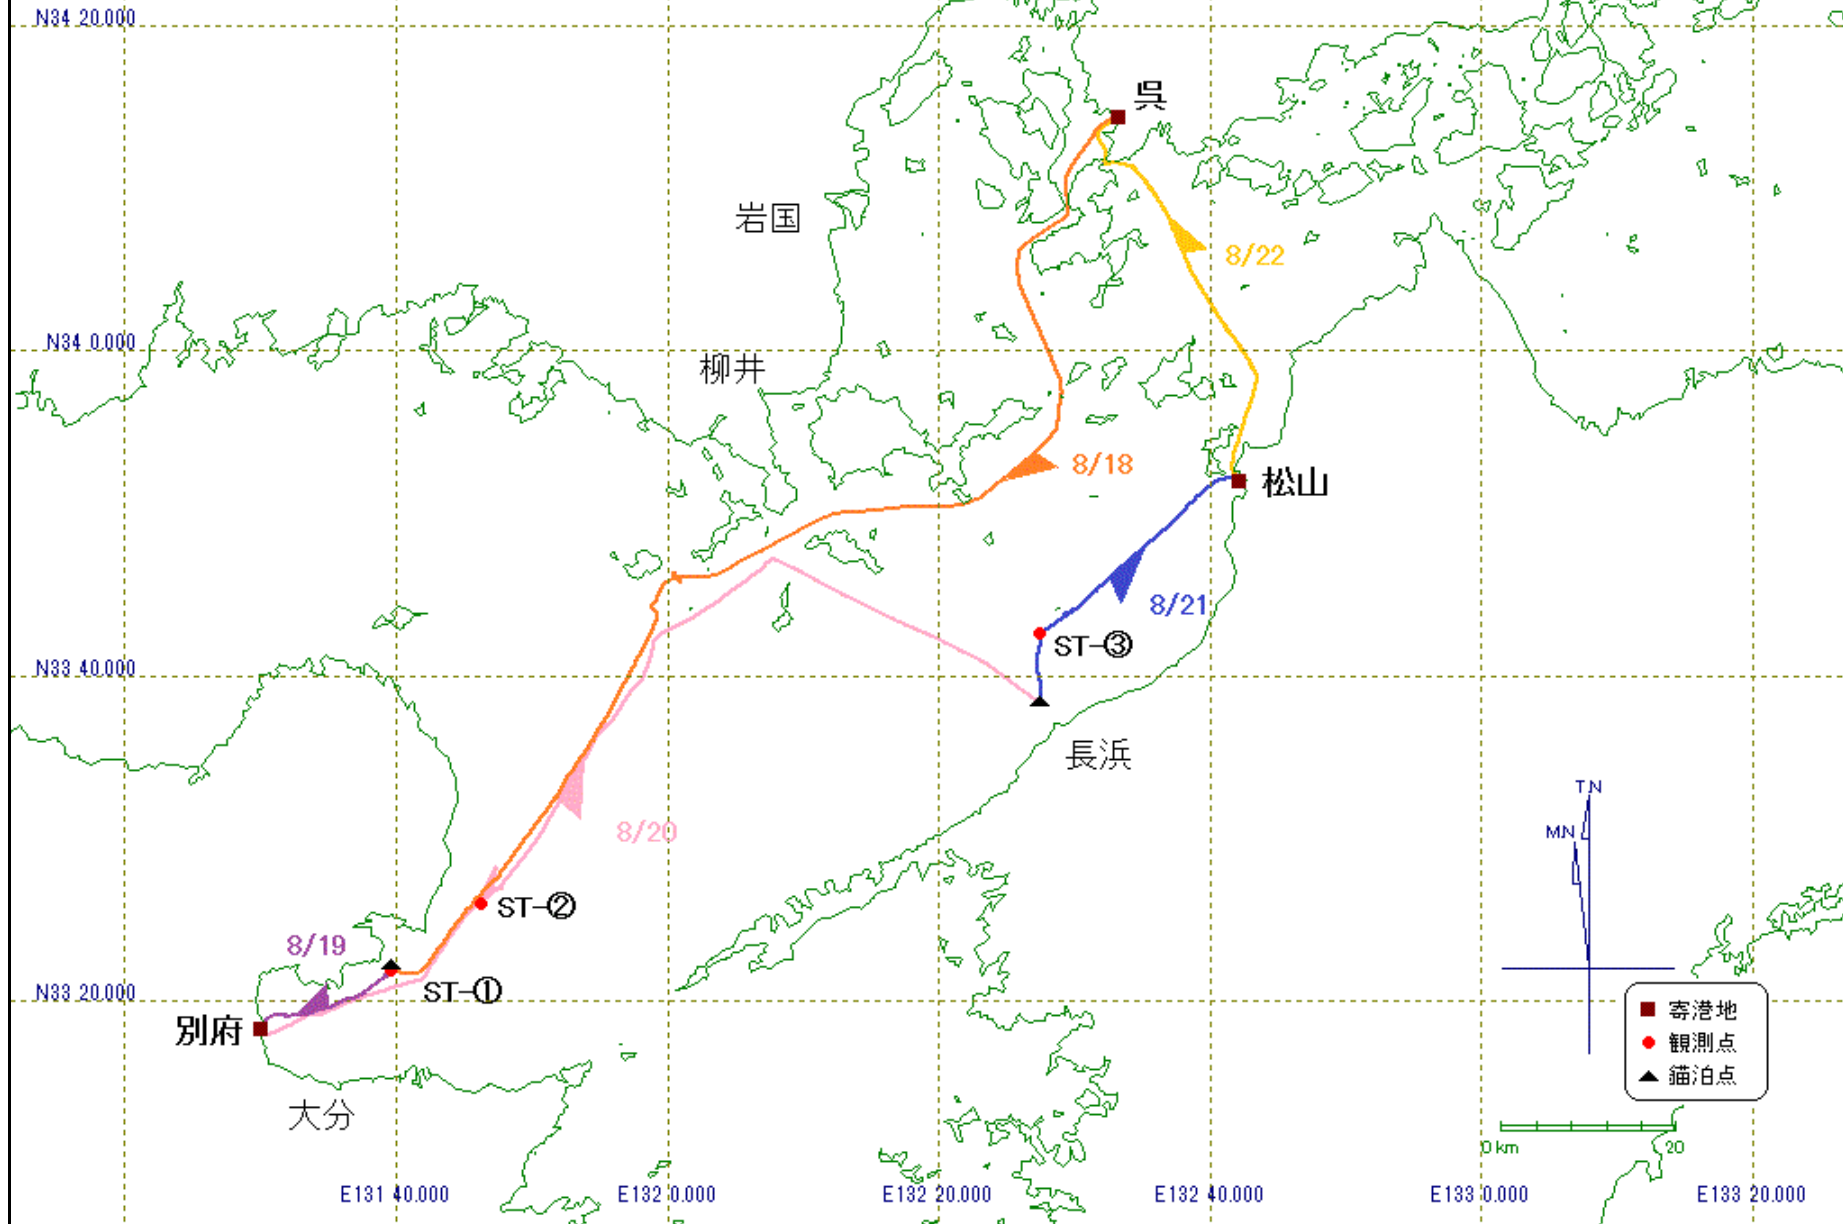 N34 20.000
呉
岩国
8/22
N34 0.000
柳井
8/18
松山
8/21
ST-③
N33 40.000
長浜
T.N
M.N
8/20
ST-②
8/19
ST-①
N33 20.000
別府
寄港地
観測点
錨泊点
大分
0 km
20
E131 40.000
E132 0.000
E132 20.000
E132 40.000
E133 0.000
E133 20.000